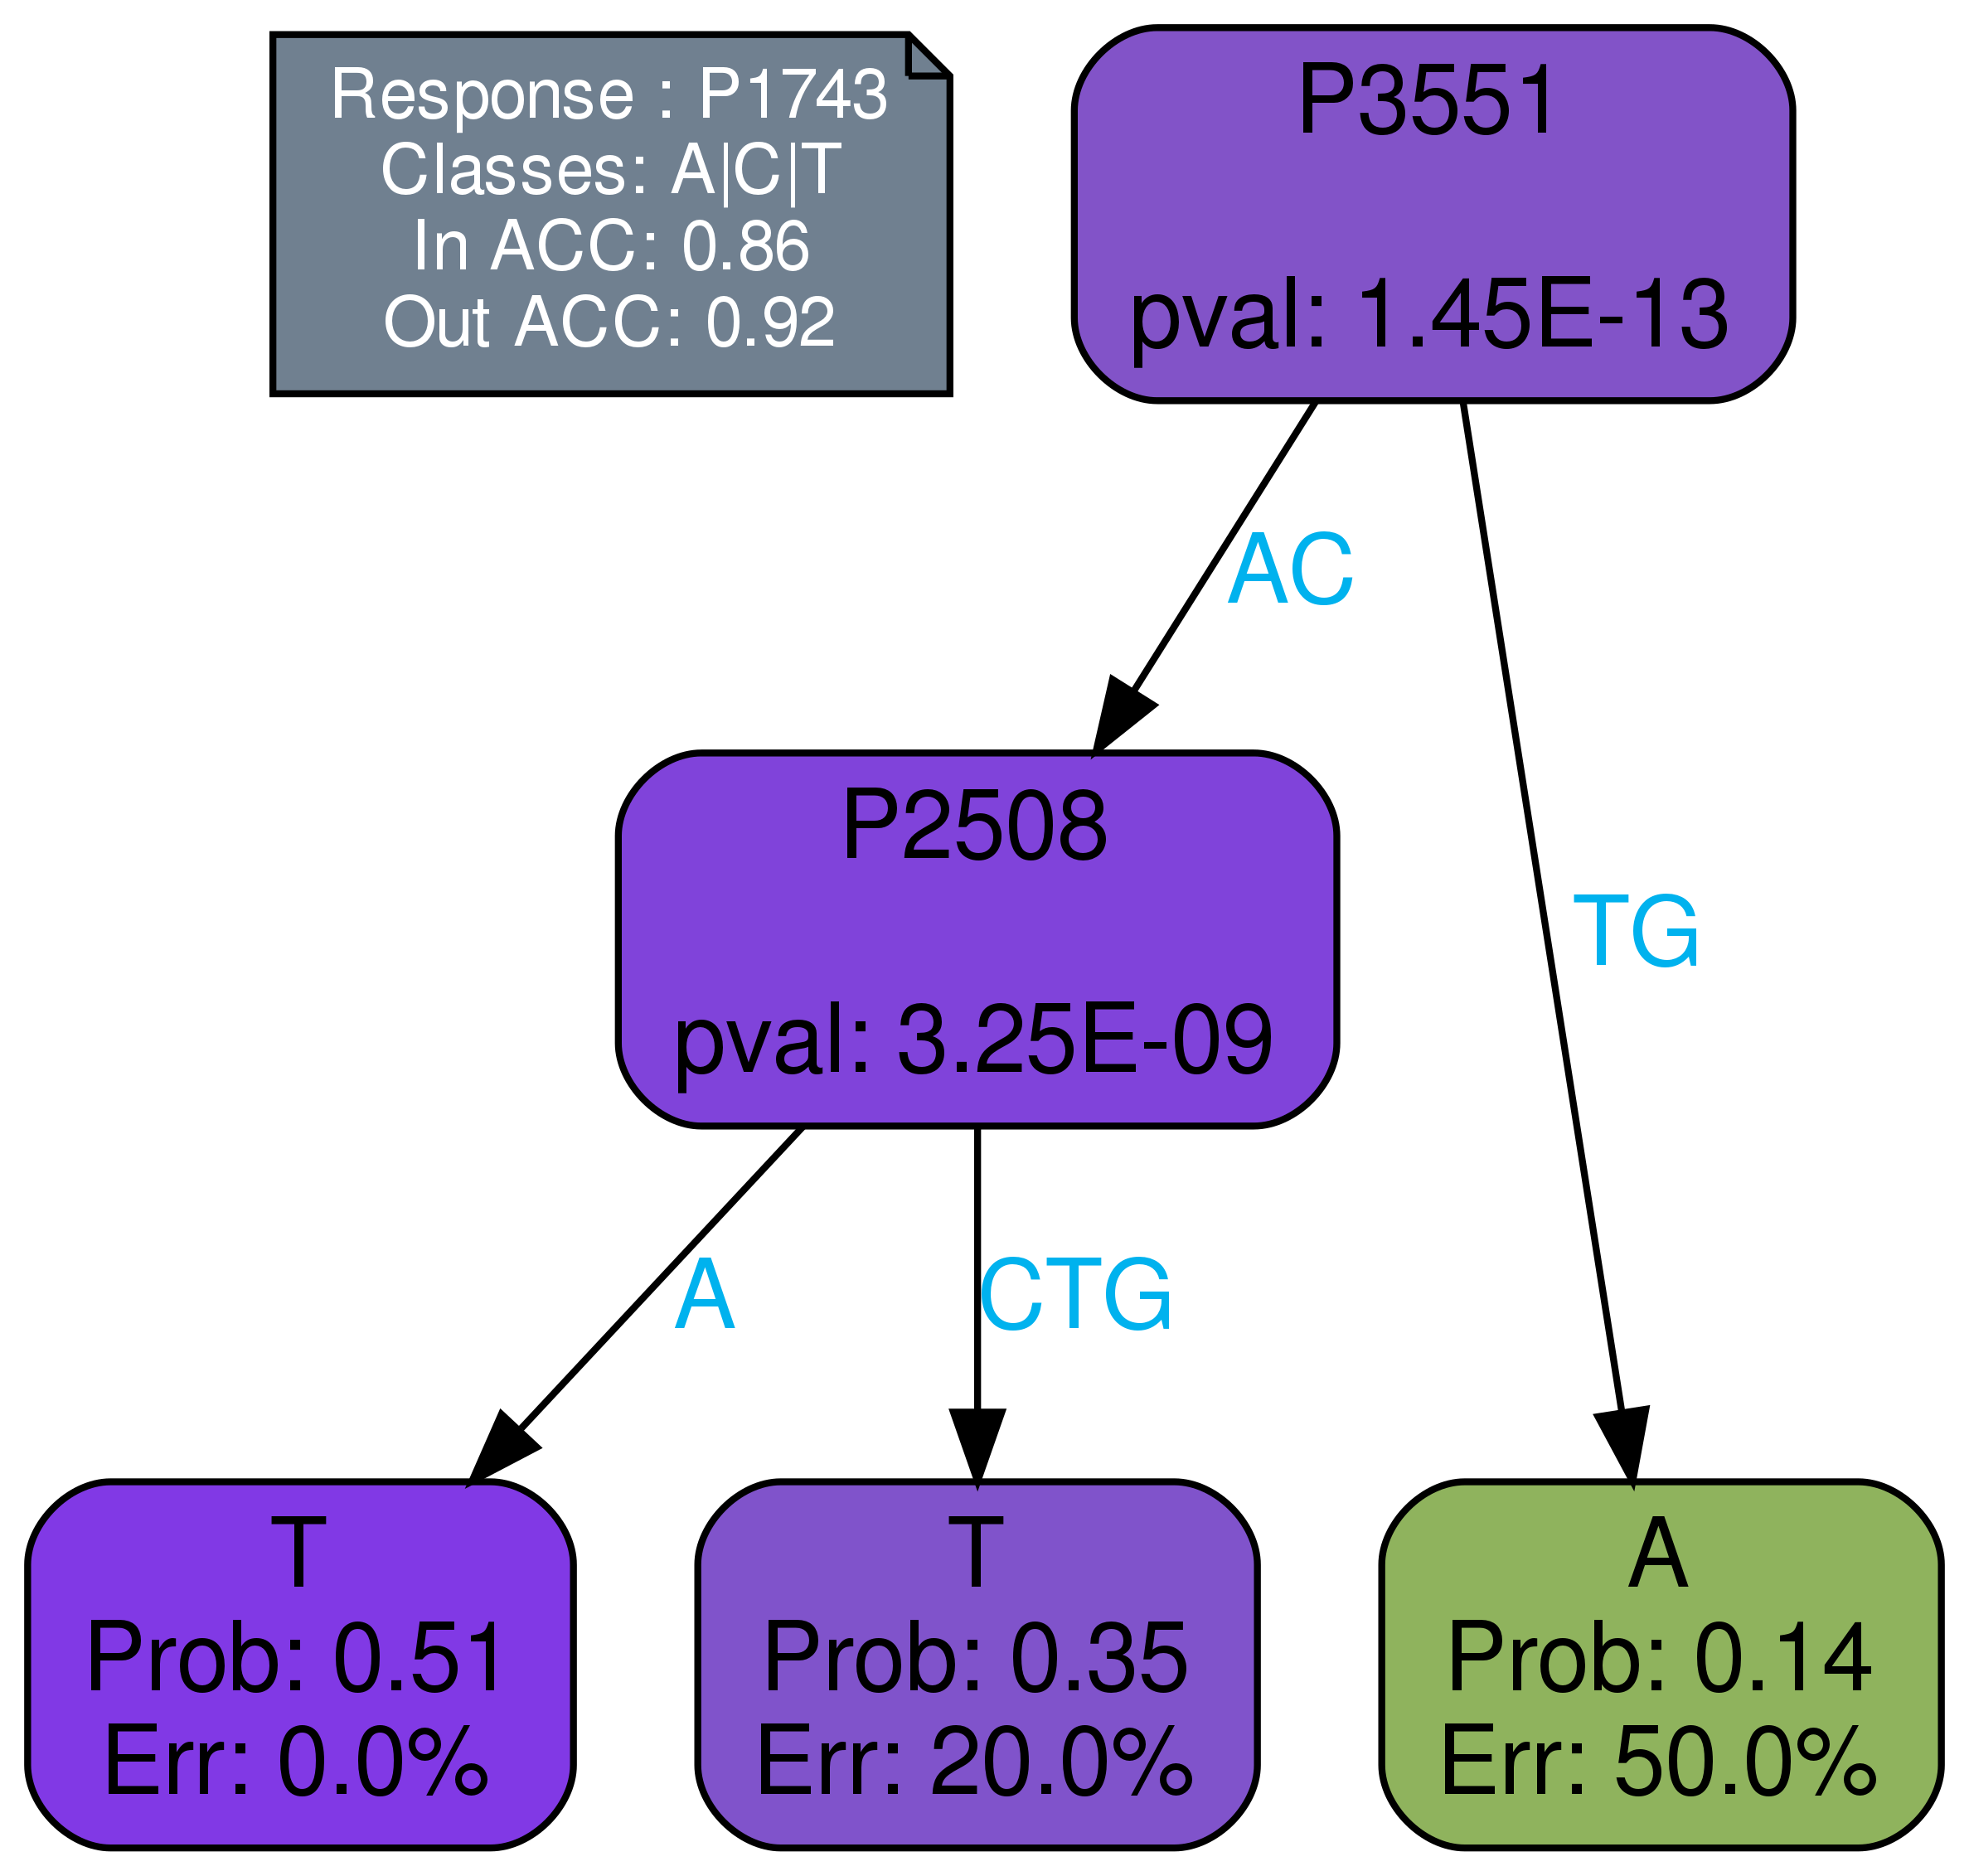 Response : P1743
Classes: A|C|T
In ACC: 0.86
Out ACC: 0.92
P3551
pval: 1.45E-13
AC
TG
P2508
pval: 3.25E-09
A
CTG
T
Prob: 0.51
Err: 0.0%
T
Prob: 0.35
Err: 20.0%
A
Prob: 0.14
Err: 50.0%